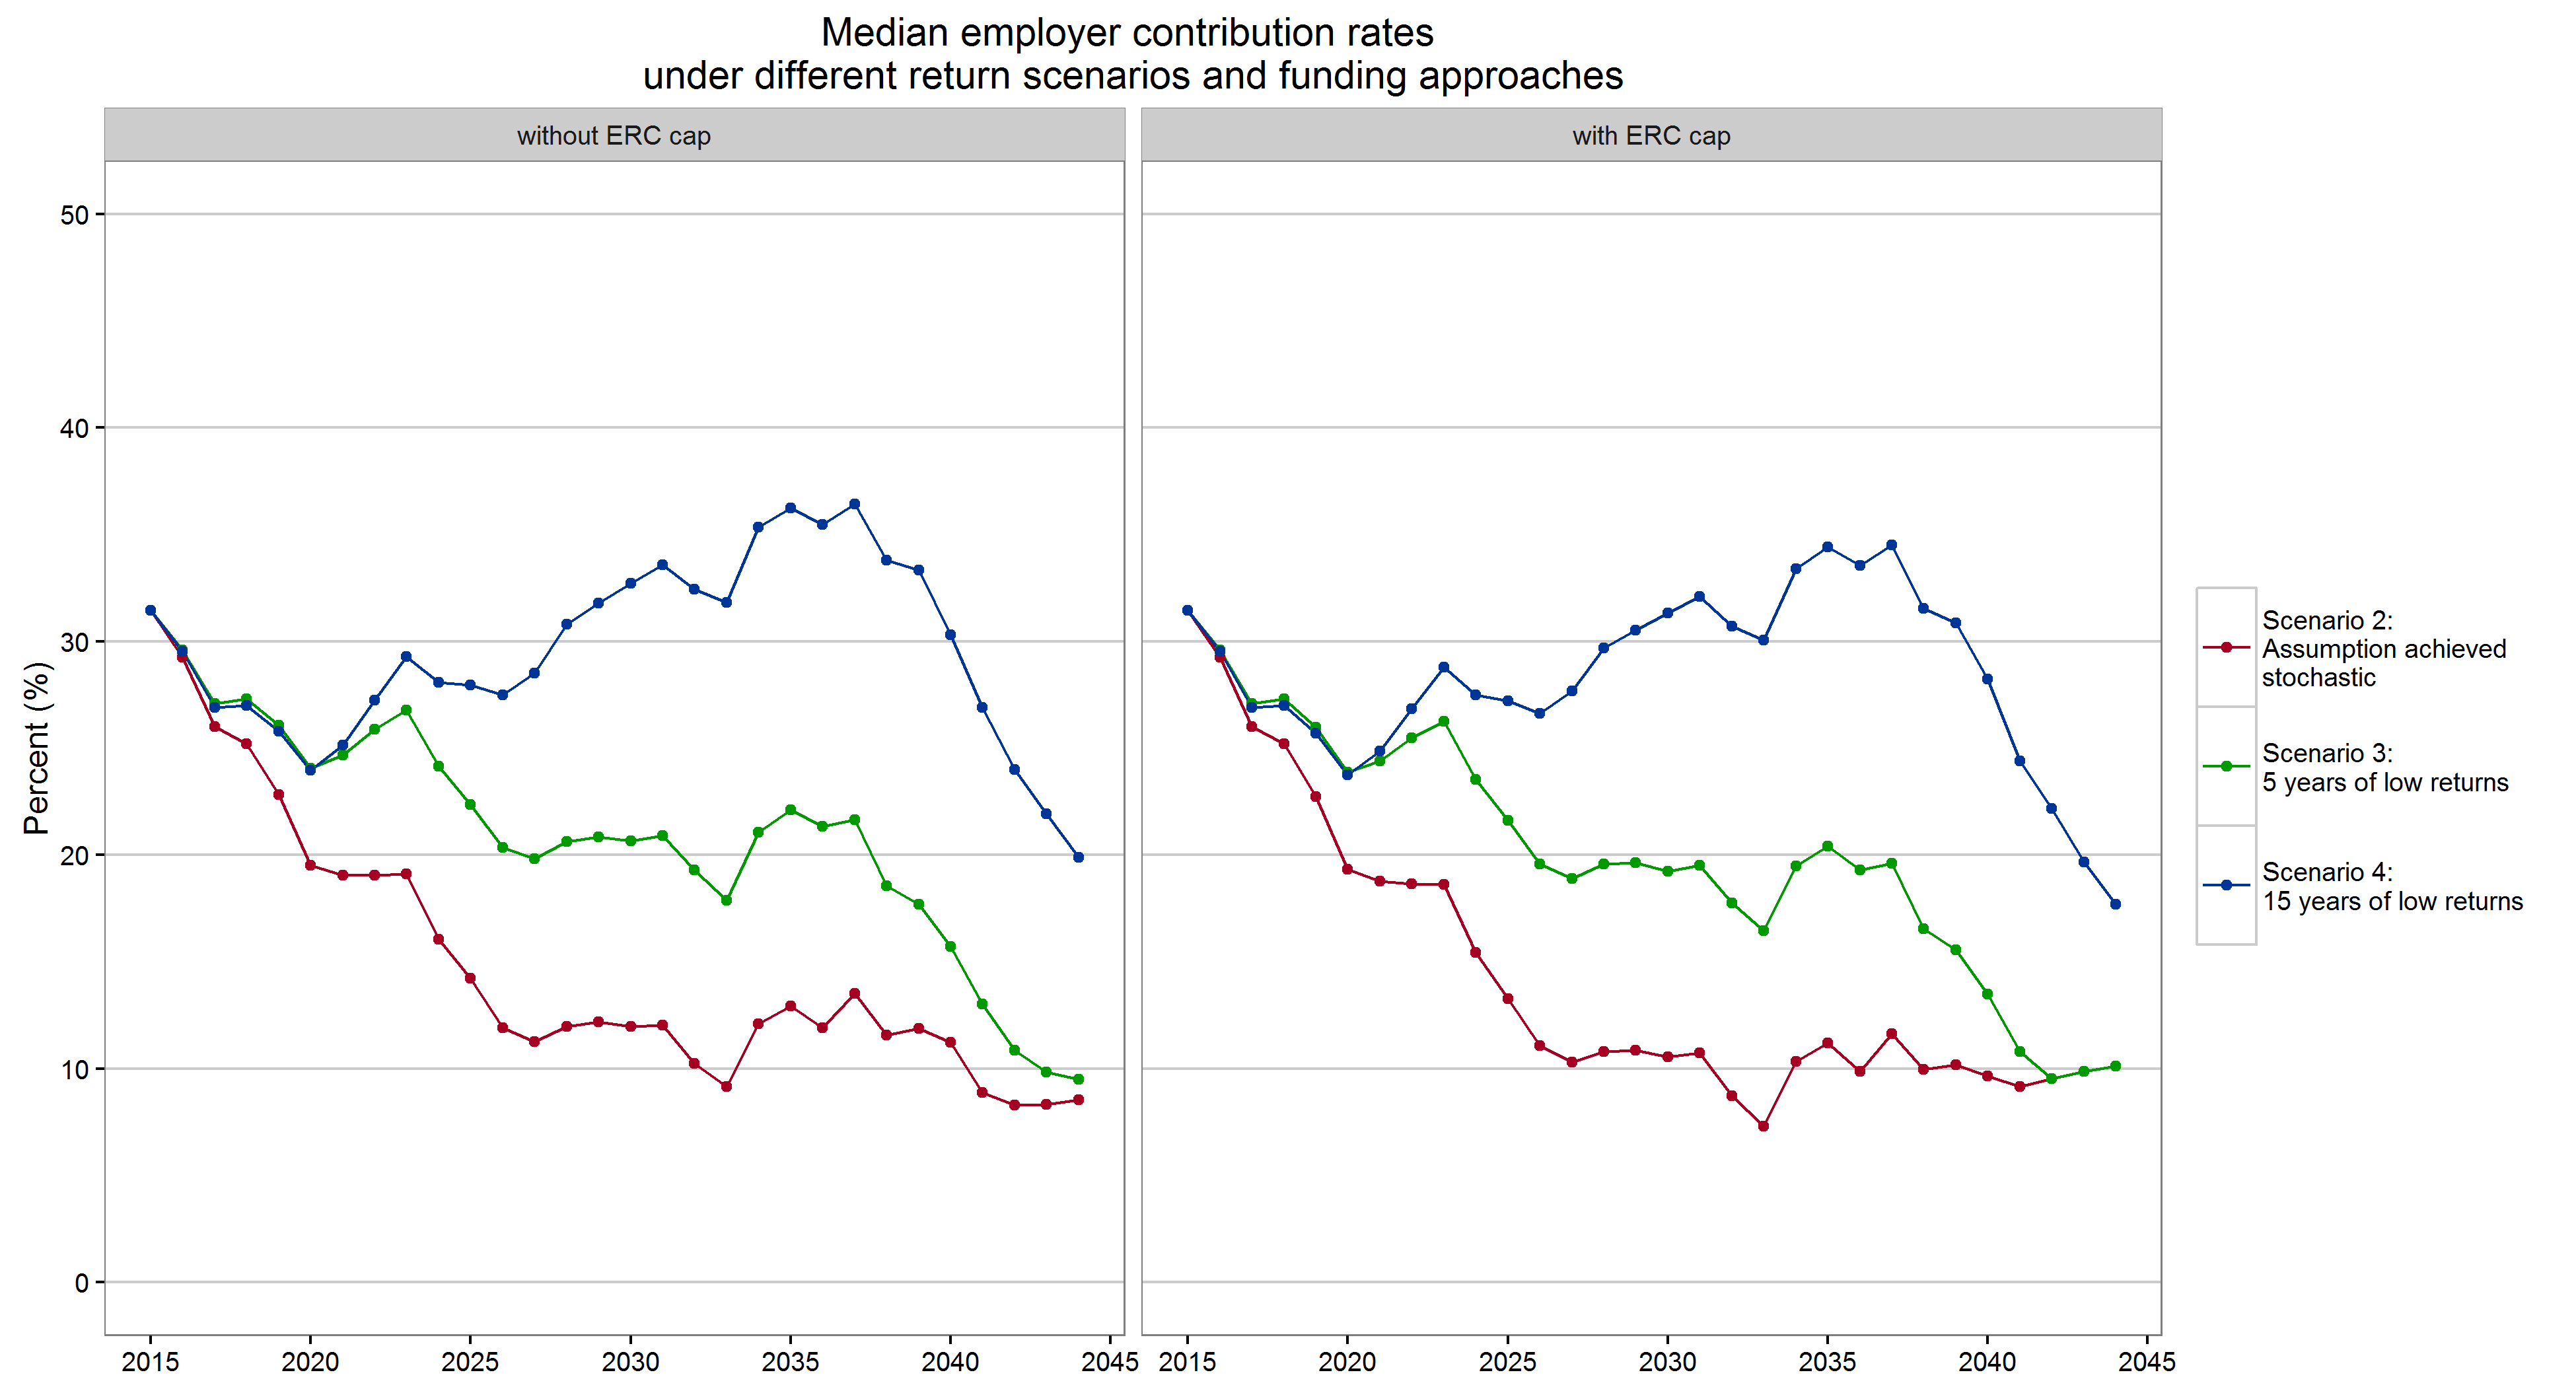 Median employer contribution rates
under different return scenarios and funding approaches
without ERC cap
with ERC cap
50
40
30
20
10
0
Percent (%)
2015 2020 2025 2030 2035 2040 2045
2015 2020 2025 2030 2035 2040 2045
Scenario 2:
Assumption achieved
stochastic
Scenario 3:
5 years of low returns
Scenario 4:
15 years of low returns